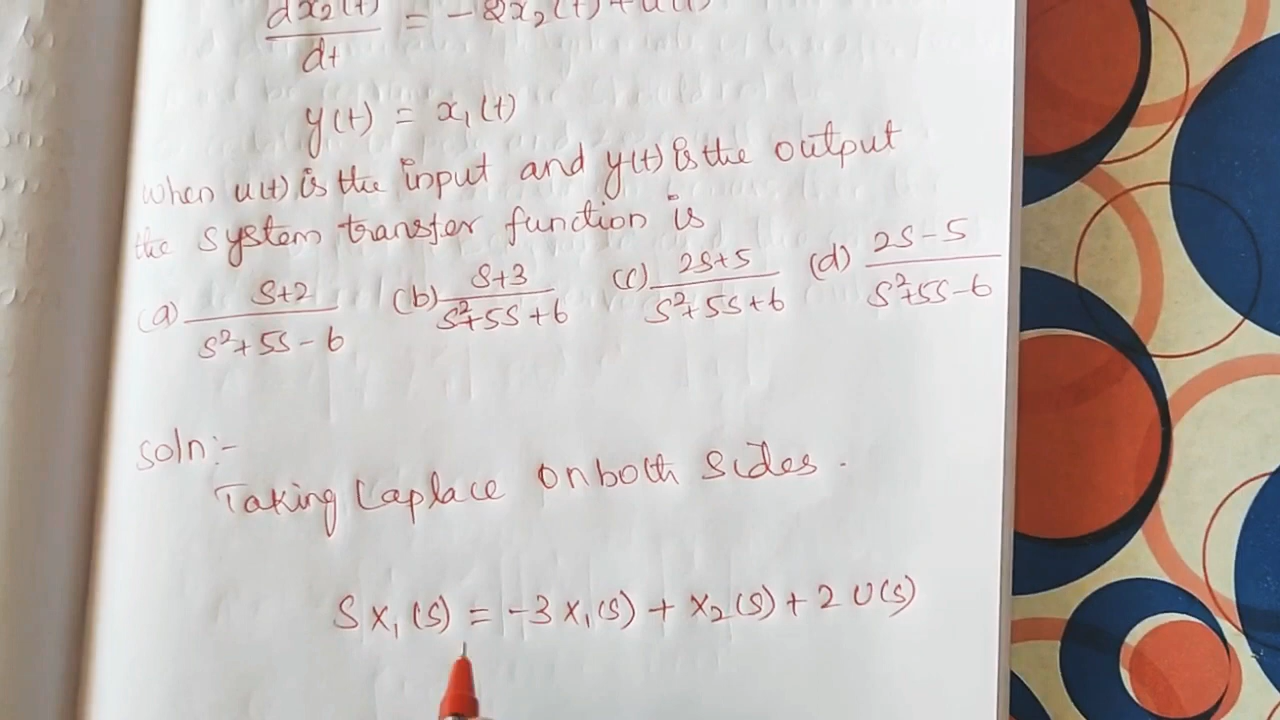 dx₂(t)/dt = -2x₂(t) + u(t)
y(t) = x₁(t)
when u(t) is the input and y(t) is the output
the system transfer function is
(a) S+2/S²+5S-6 (b) S+3/S²+5S+6 (c) 2S+5/S²+5S+6 (d) 2S-5/S²+5S-6
Soln:-
Taking Laplace on both sides.
S X₁(s) = -3 X₁(s) + X₂(s) + 2 U(s)